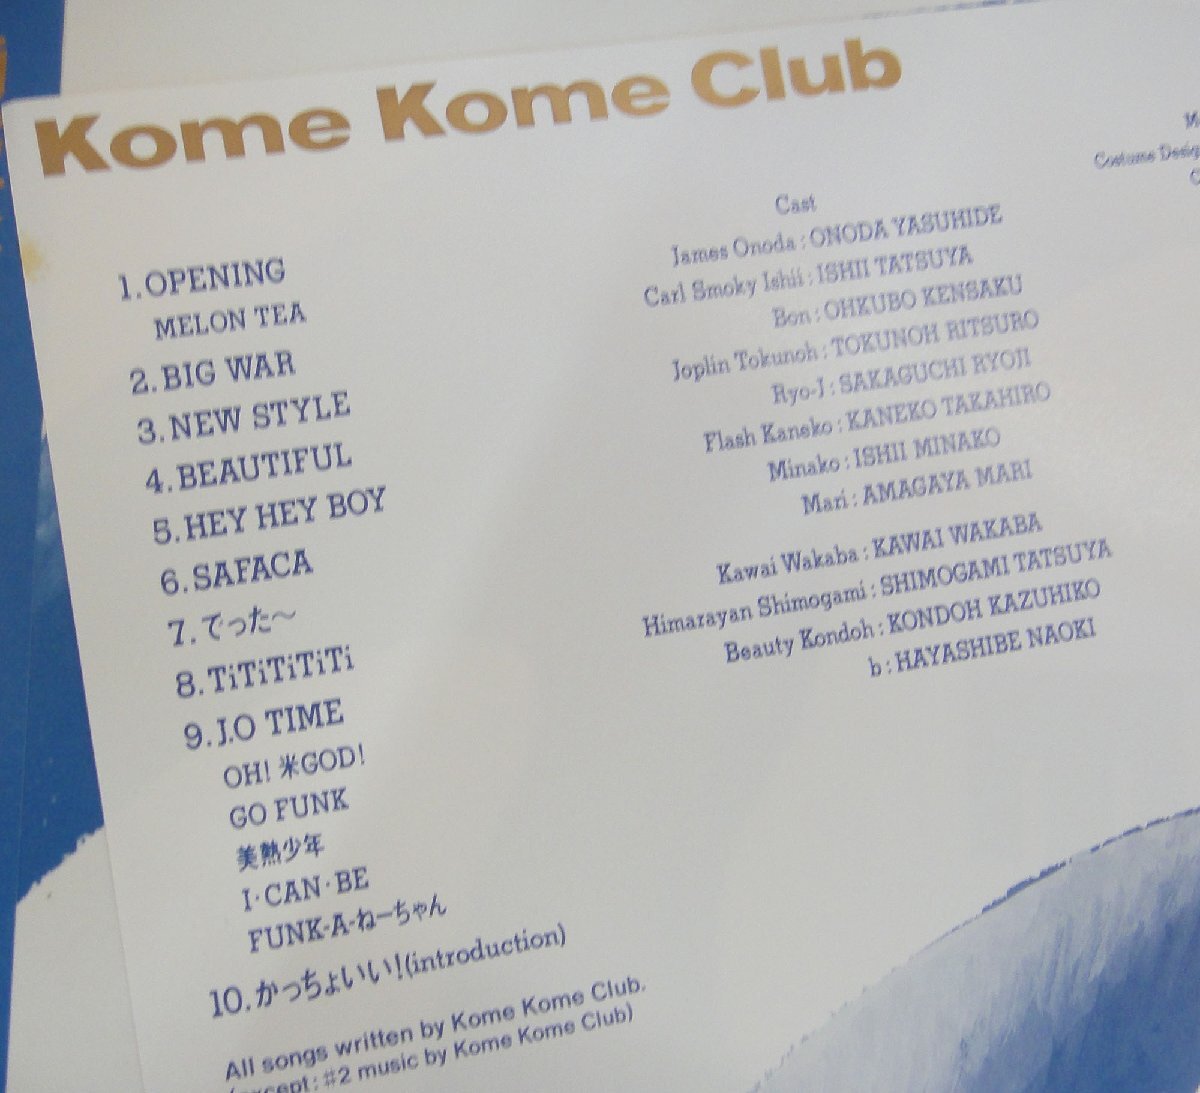 Kome Kome Club
1. OPENING
MELON TEA
2. BIG WAR
3. NEW STYLE
4. BEAUTIFUL
5. HEY HEY BOY
6. SAFACA
7. でった〜
8. TiTiTiTiTi
9. J.O TIME
OH! 米GOD!
GO FUNK
美熱少年
I·CAN·BE
FUNK-A-ねーちゃん
10. かっちょいい!(introduction)
All songs written by Kome Kome Club.
: #2 music by Kome Kome Club)
Cast
James Onoda : ONODA YASUHIDE
Carl Smoky Ishii : ISHII TATSUYA
Bon : OHKUBO KENSAKU
Joplin Tokunoh : TOKUNOH RITSURO
Ryo-J : SAKAGUCHI RYOJI
Flash Kaneko : KANEKO TAKAHIRO
Minako : ISHII MINAKO
Mari : AMAGAYA MARI
Kawai Wakaba : KAWAI WAKABA
Himarayan Shimogami : SHIMOGAMI TATSUYA
Beauty Kondoh : KONDOH KAZUHIKO
b : HAYASHIBE NAOKI
Costume